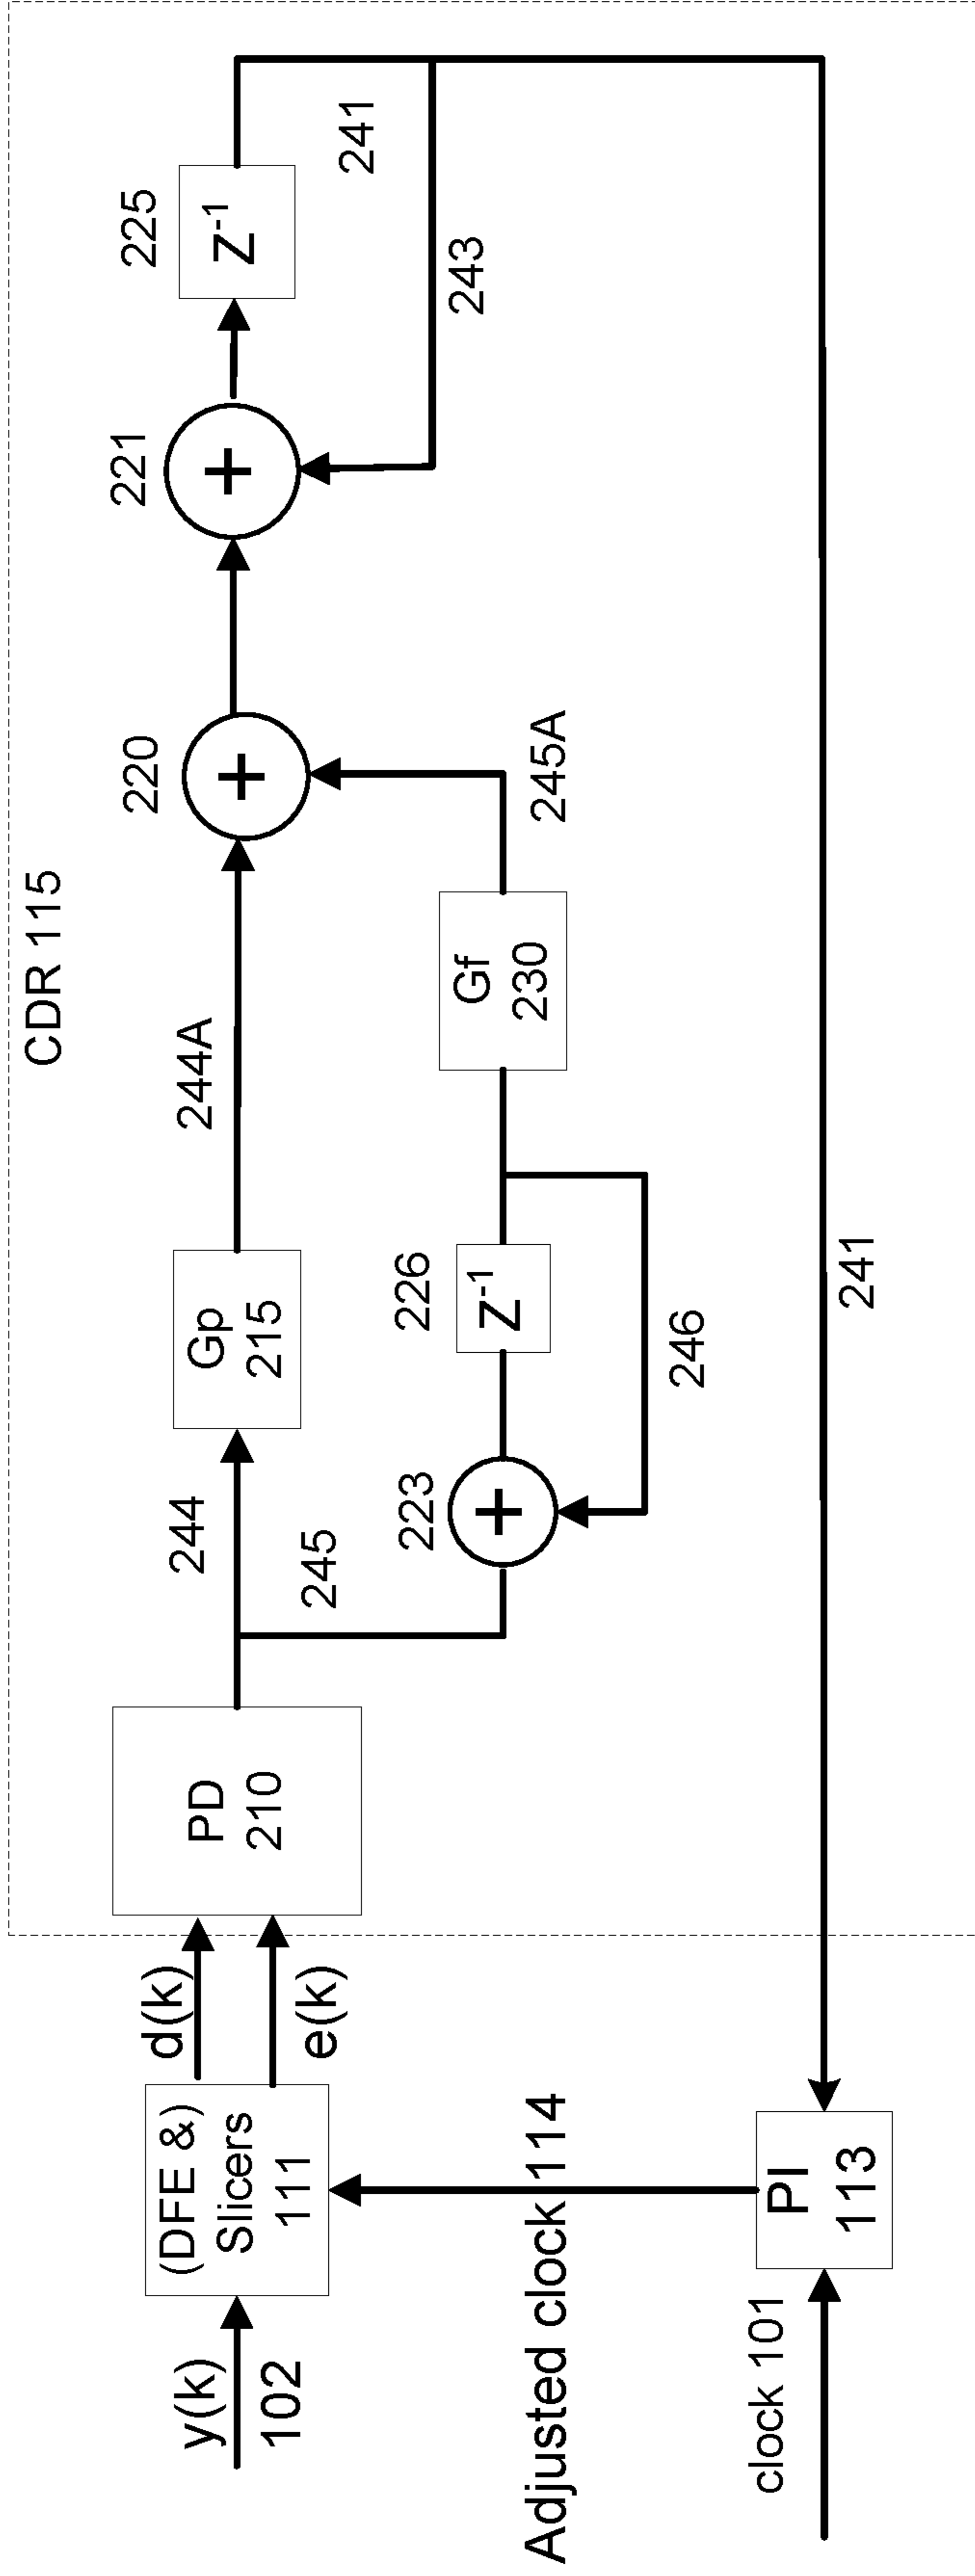 CDR 115
y(k)
102
(DFE &)
Slicers
111
d(k)
e(k)
PD
210
244
245
Gp
215
244A
220
+
221
+
225
Z-1
241
243
223
+
226
Z-1
246
Gf
230
245A
Adjusted clock 114
clock 101
PI
113
241